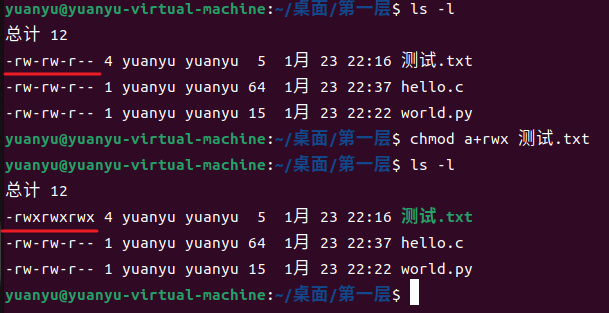 yuanyu@yuanyu-virtual-machine:~/桌面/第一层$ ls -l
总计 12
-rw-rw-r-- 4 yuanyu yuanyu  5  1月 23 22:16 测试.txt
-rw-rw-r-- 1 yuanyu yuanyu 64  1月 23 22:37 hello.c
-rw-rw-r-- 1 yuanyu yuanyu 15  1月 23 22:22 world.py
yuanyu@yuanyu-virtual-machine:~/桌面/第一层$ chmod a+rwx 测试.txt
yuanyu@yuanyu-virtual-machine:~/桌面/第一层$ ls -l
总计 12
-rwxrwxrwx 4 yuanyu yuanyu  5  1月 23 22:16 测试.txt
-rw-rw-r-- 1 yuanyu yuanyu 64  1月 23 22:37 hello.c
-rw-rw-r-- 1 yuanyu yuanyu 15  1月 23 22:22 world.py
yuanyu@yuanyu-virtual-machine:~/桌面/第一层$